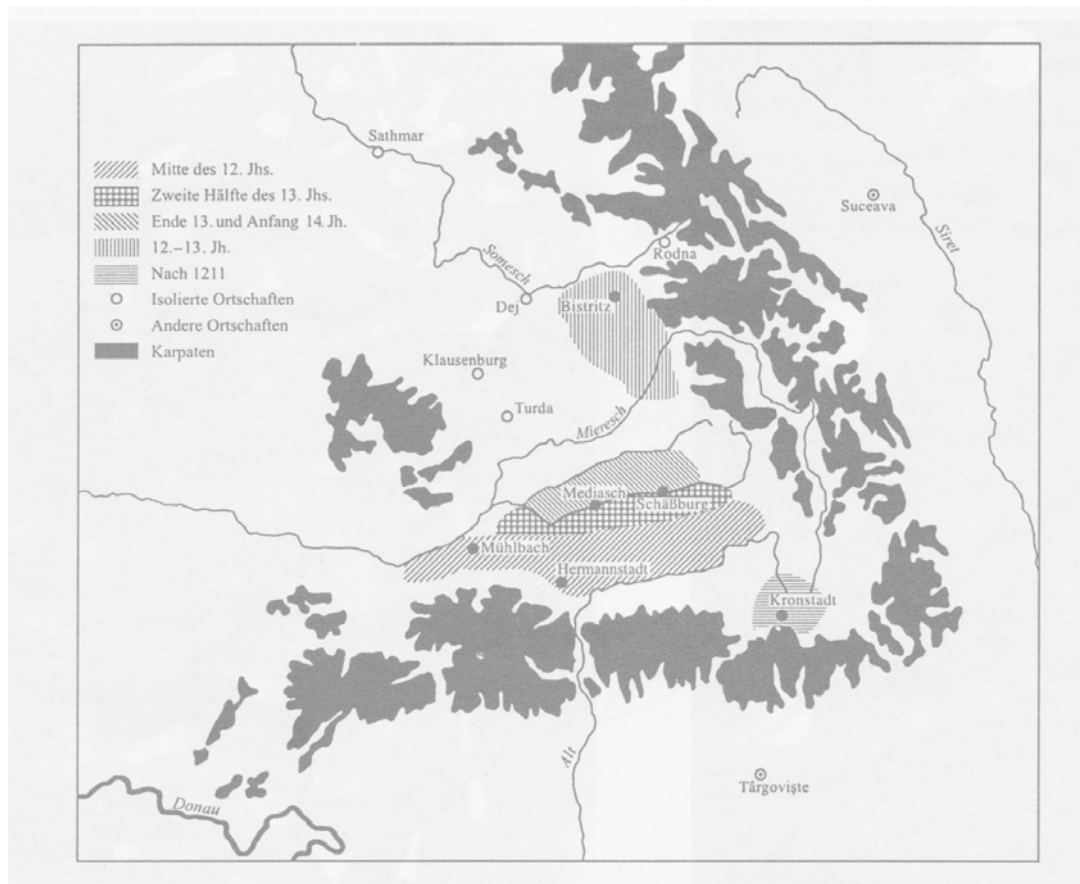 Sathmar
Mitte des 12. Jhs.
Zweite Hälfte des 13. Jhs.
Ende 13. und Anfang 14. Jh.
12.–13. Jh.
Nach 1211
Isolierte Ortschaften
Andere Ortschaften
Karpaten
Suceava
Siret
Somesch
Rodna
Dej
Bistritz
Klausenburg
Turda
Mieresch
Mediasch
Schäßburg
Mühlbach
Hermannstadt
Kronstadt
Alt
Târgoviște
Donau